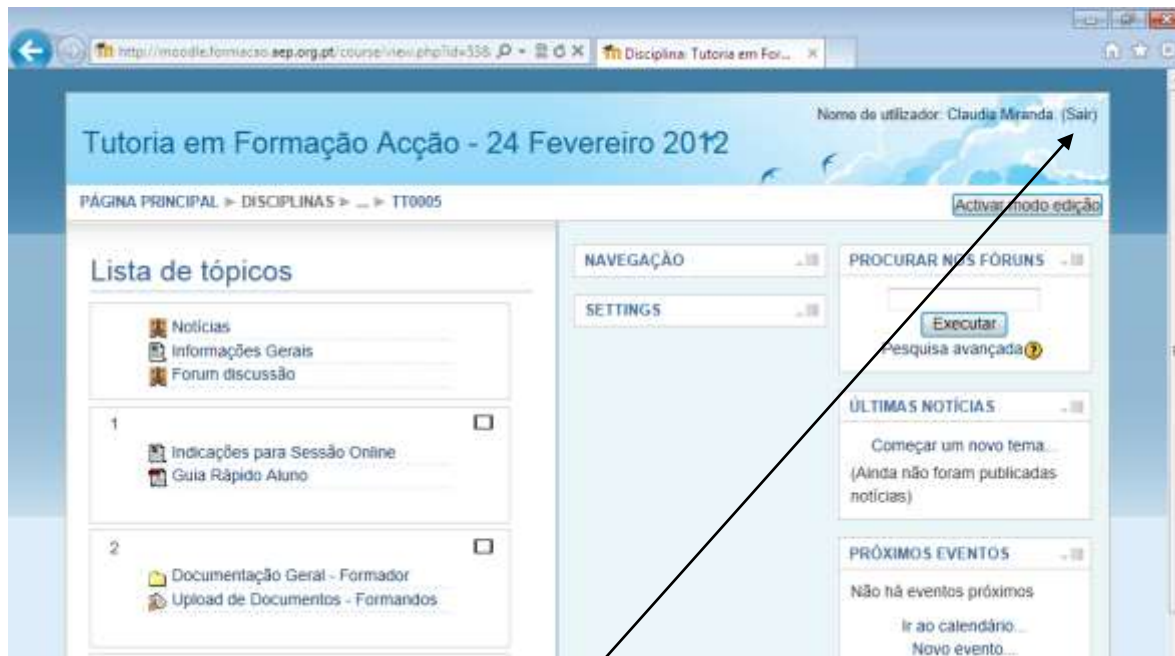 http://moodle.formacao.aep.org.pt/course/view.php?id=338
Disciplina: Tutoria em For...
Nome de utilizador: Claudia Miranda. (Sair)
Tutoria em Formação Acção - 24 Fevereiro 2012
PÁGINA PRINCIPAL ► DISCIPLINAS ► ... ► TT0005
Activar modo edição
Lista de tópicos
Notícias
Informações Gerais
Forum discussão
1
Indicações para Sessão Online
Guia Rápido Aluno
2
Documentação Geral - Formador
Upload de Documentos - Formandos
NAVEGAÇÃO
SETTINGS
PROCURAR NOS FÓRUNS
Executar
Pesquisa avançada
ÚLTIMAS NOTÍCIAS
Começar um novo tema...
(Ainda não foram publicadas
notícias)
PRÓXIMOS EVENTOS
Não há eventos próximos
Ir ao calendário...
Novo evento...